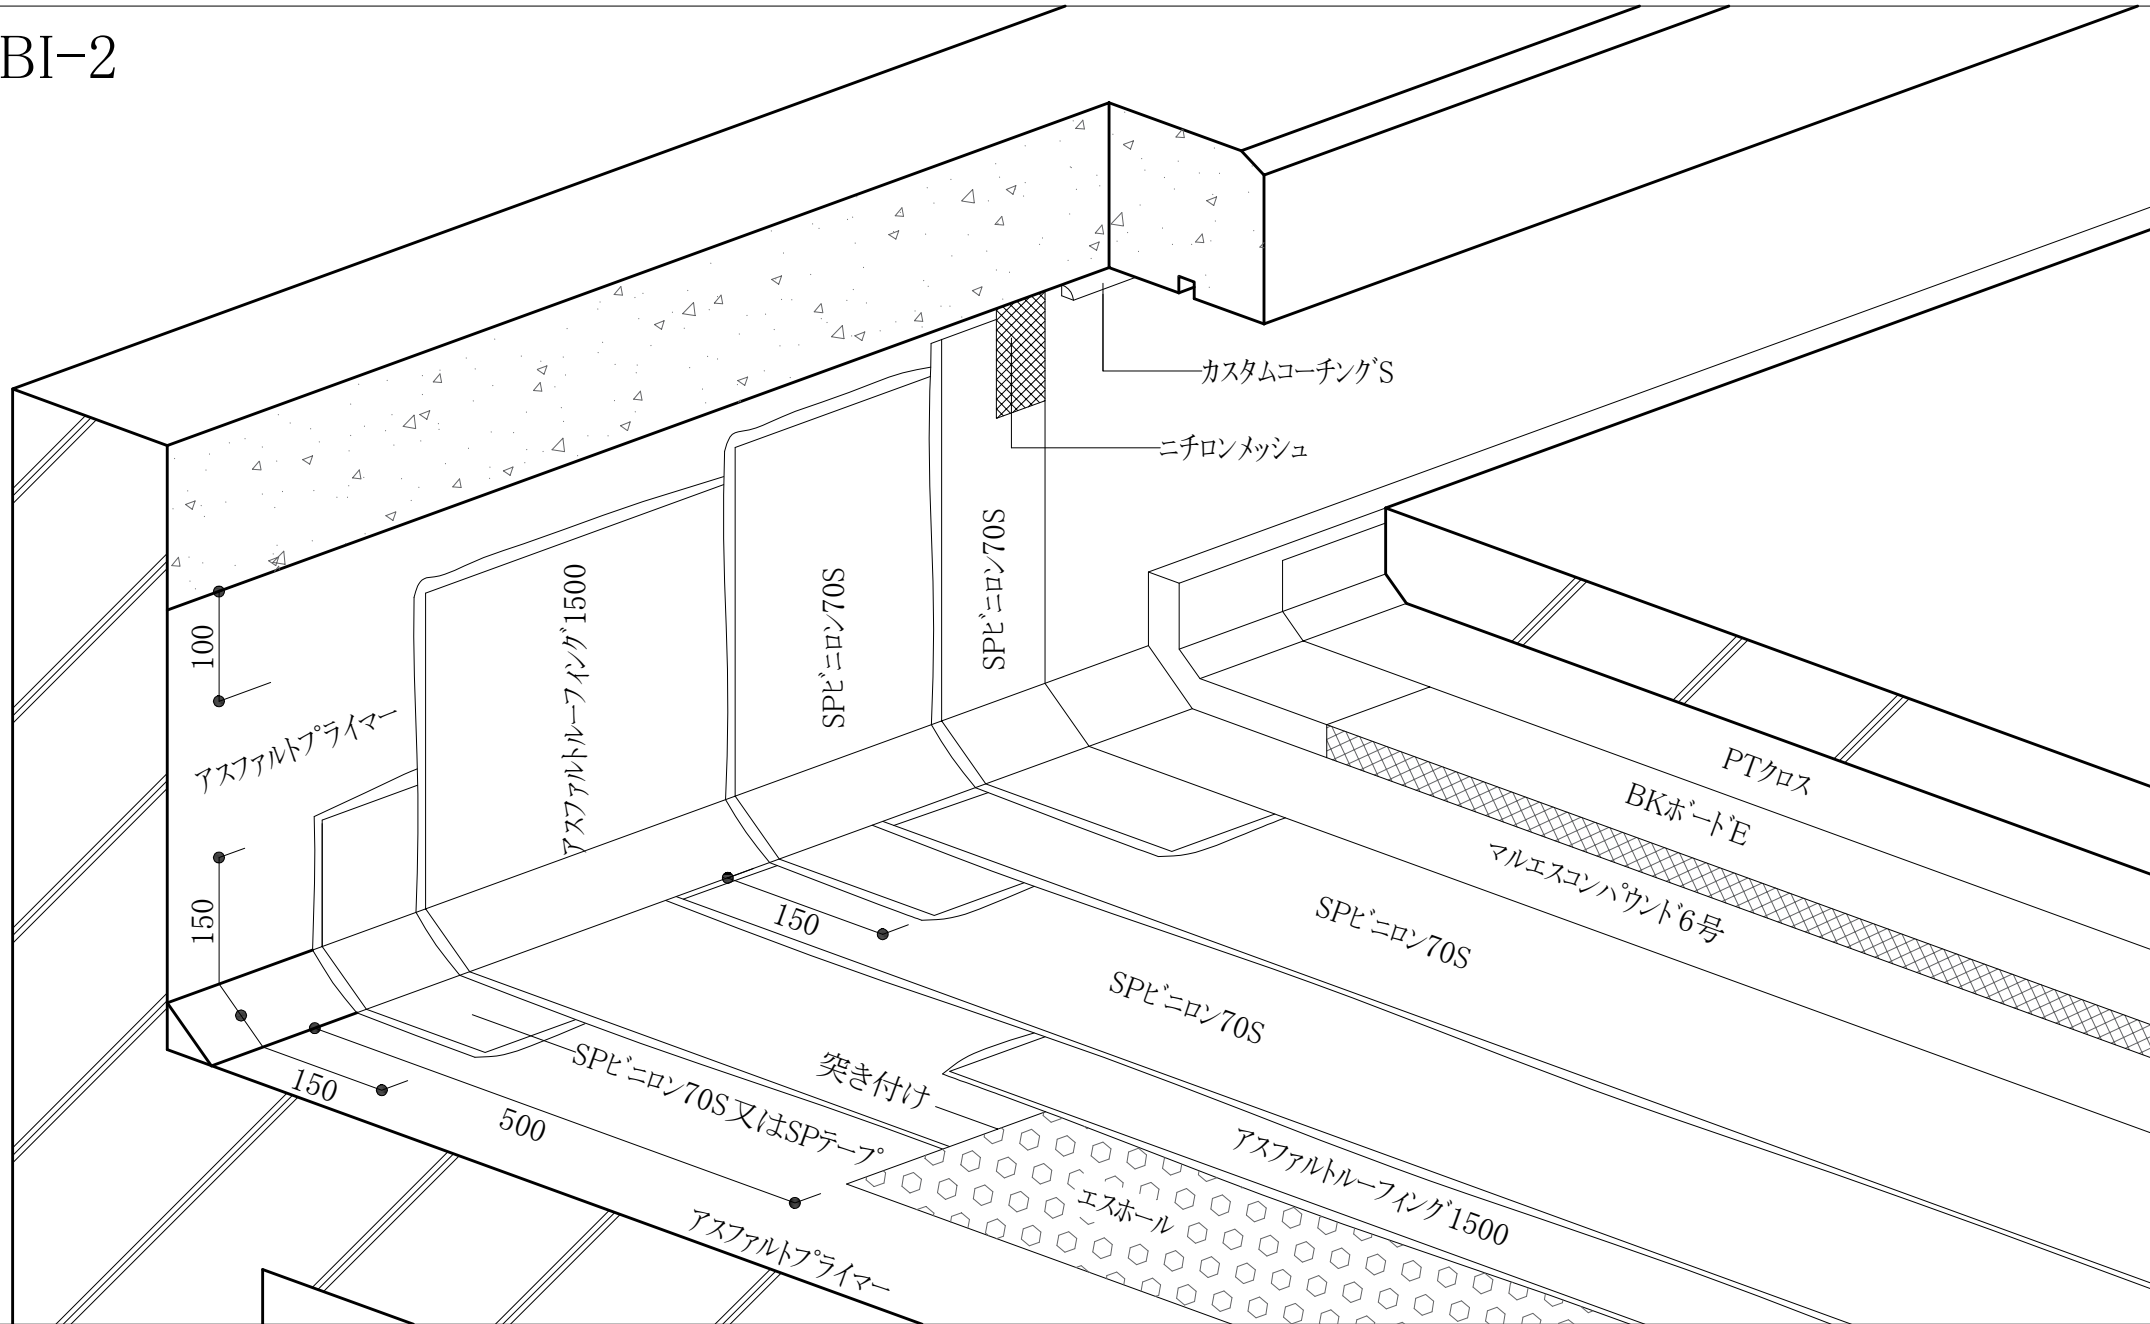 BI-2
カスタムコーチングS
ニチロンメッシュ
SPビニロン70S
SPビニロン70S
アスファルトルーフィング1500
100
アスファルトプライマー
150
PTクロス
BKボードE
マルエスコンパウンド6号
SPビニロン70S
150
SPビニロン70S
突き付け
SPビニロン70S又はSPテープ
150
500
アスファルトルーフィング1500
エスホール
アスファルトプライマー